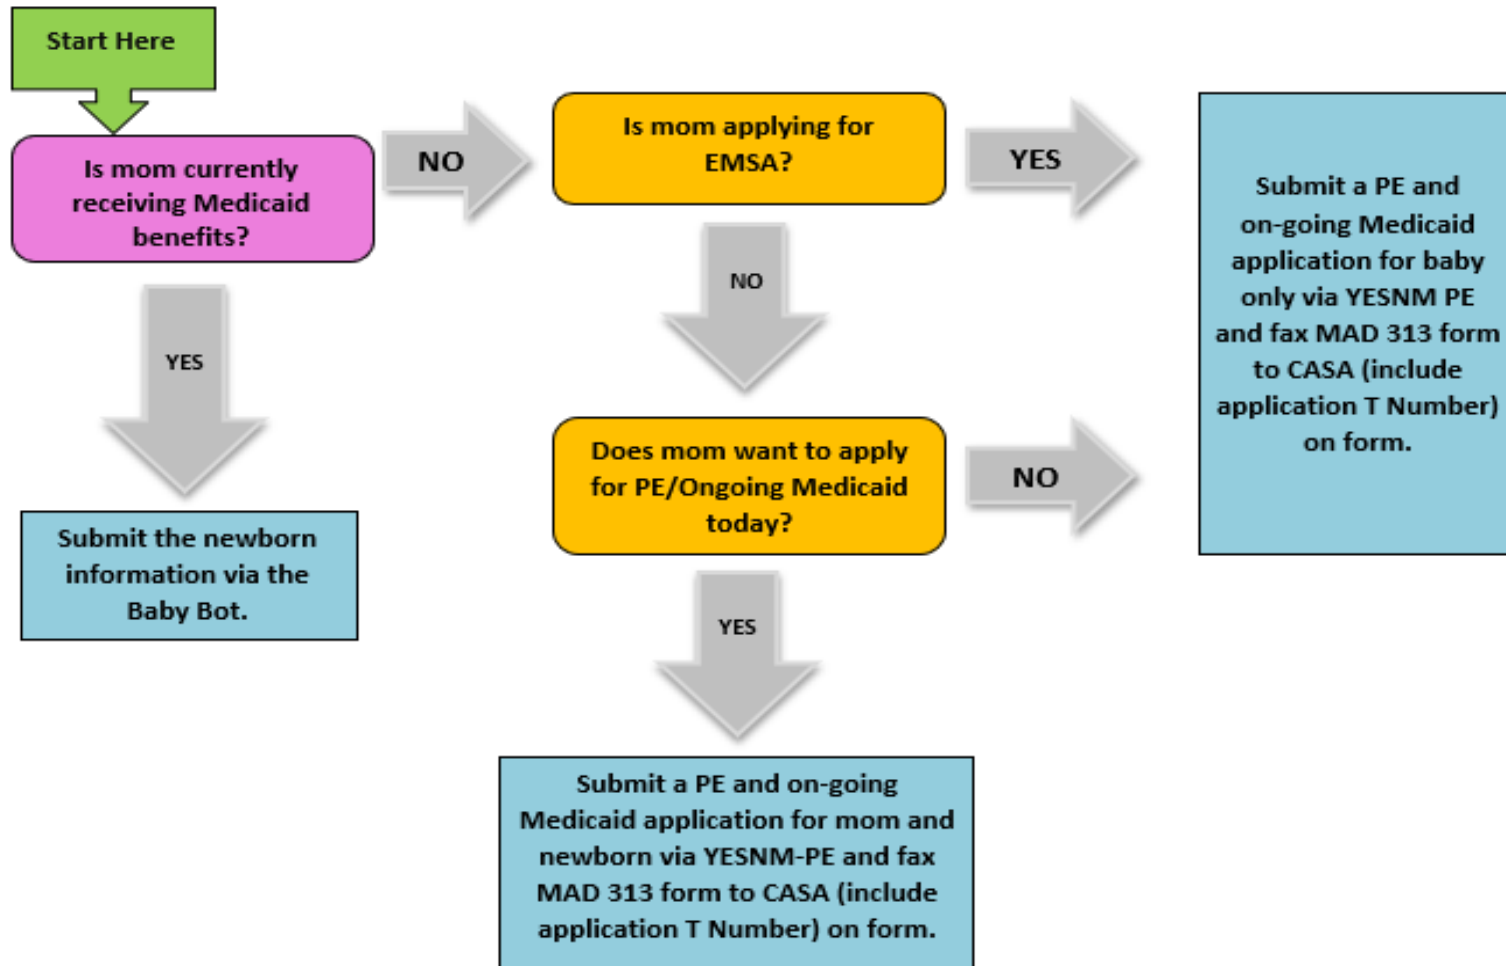 Start Here
Is mom currently
receiving Medicaid
benefits?
NO
Is mom applying for
EMSA?
YES
Submit a PE and
on-going Medicaid
application for baby
only via YESNM PE
and fax MAD 313 form
to CASA (include
application T Number)
on form.
YES
NO
Submit the newborn
information via the
Baby Bot.
Does mom want to apply
for PE/Ongoing Medicaid
today?
NO
YES
Submit a PE and on-going
Medicaid application for mom and
newborn via YESNM-PE and fax
MAD 313 form to CASA (include
application T Number) on form.